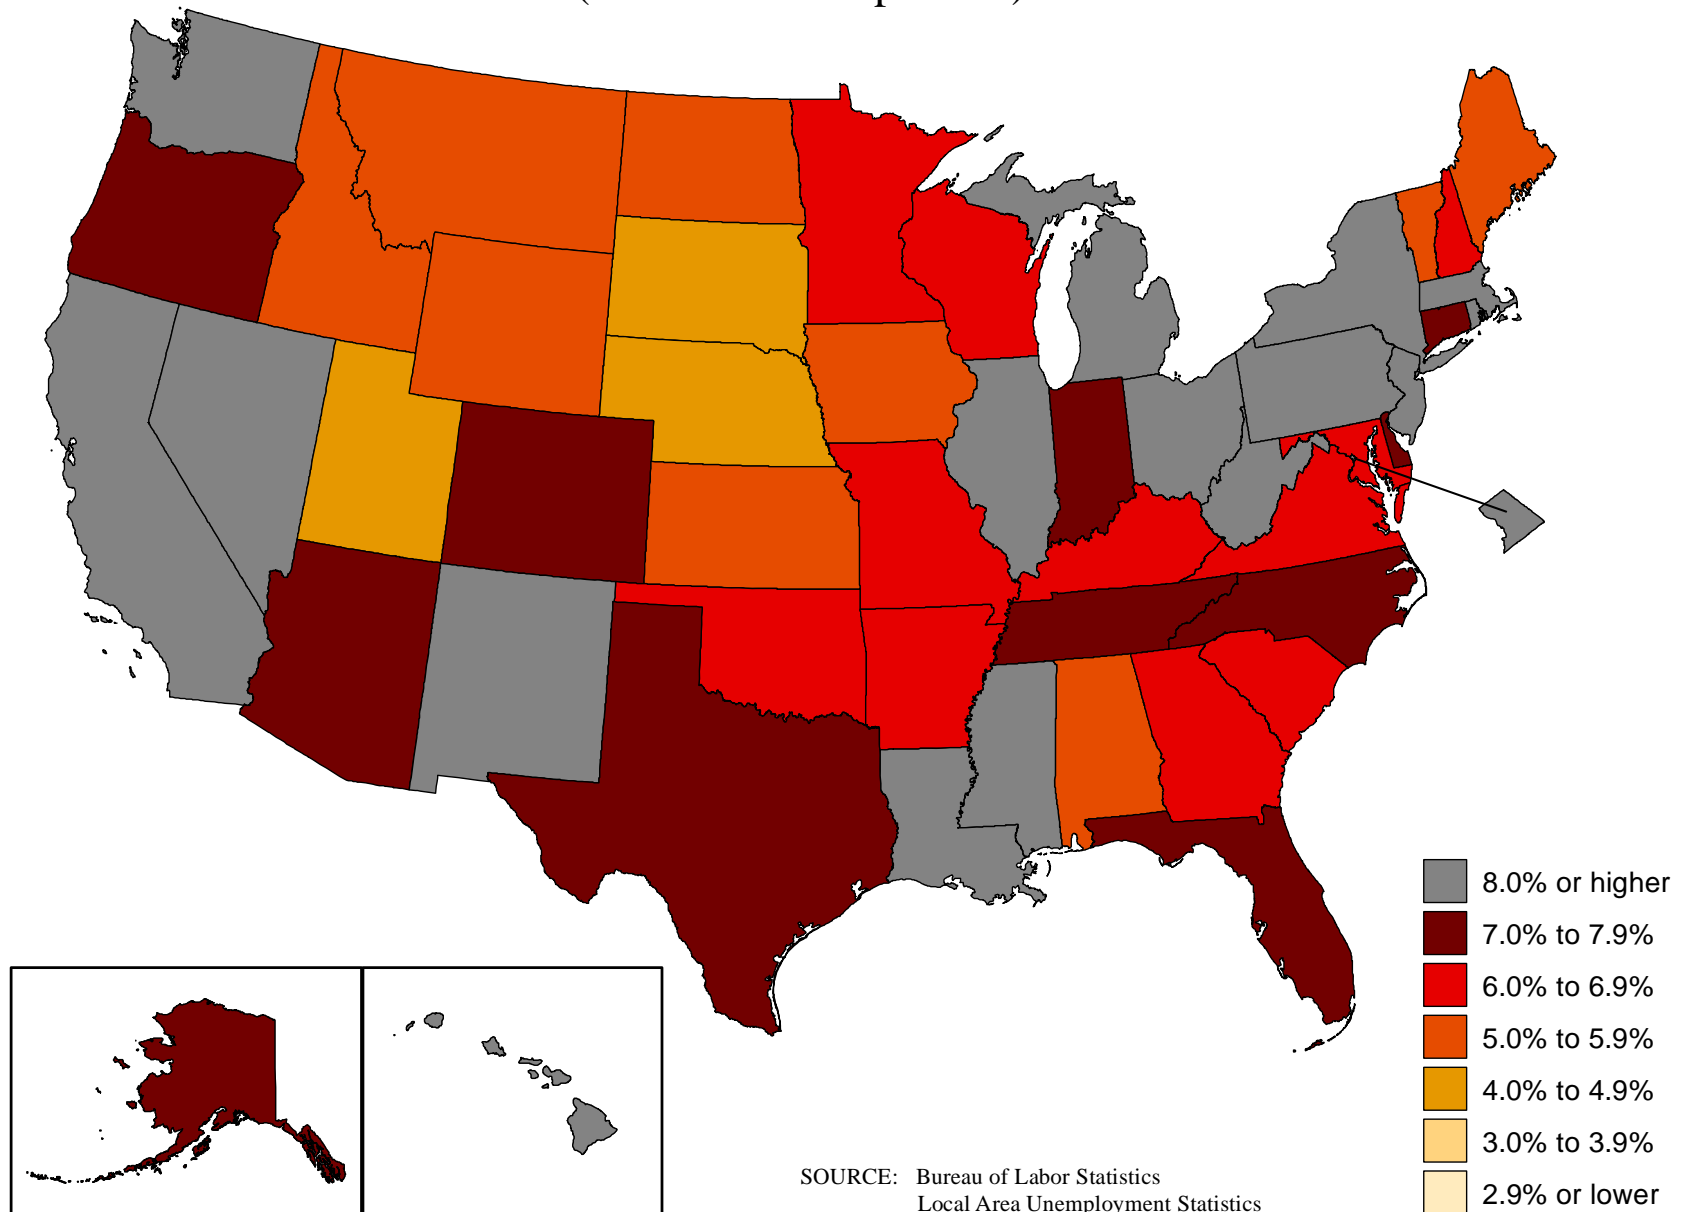 8.0% or higher
7.0% to 7.9%
6.0% to 6.9%
5.0% to 5.9%
4.0% to 4.9%
3.0% to 3.9%
2.9% or lower
SOURCE: Bureau of Labor Statistics
Local Area Unemployment Statistics